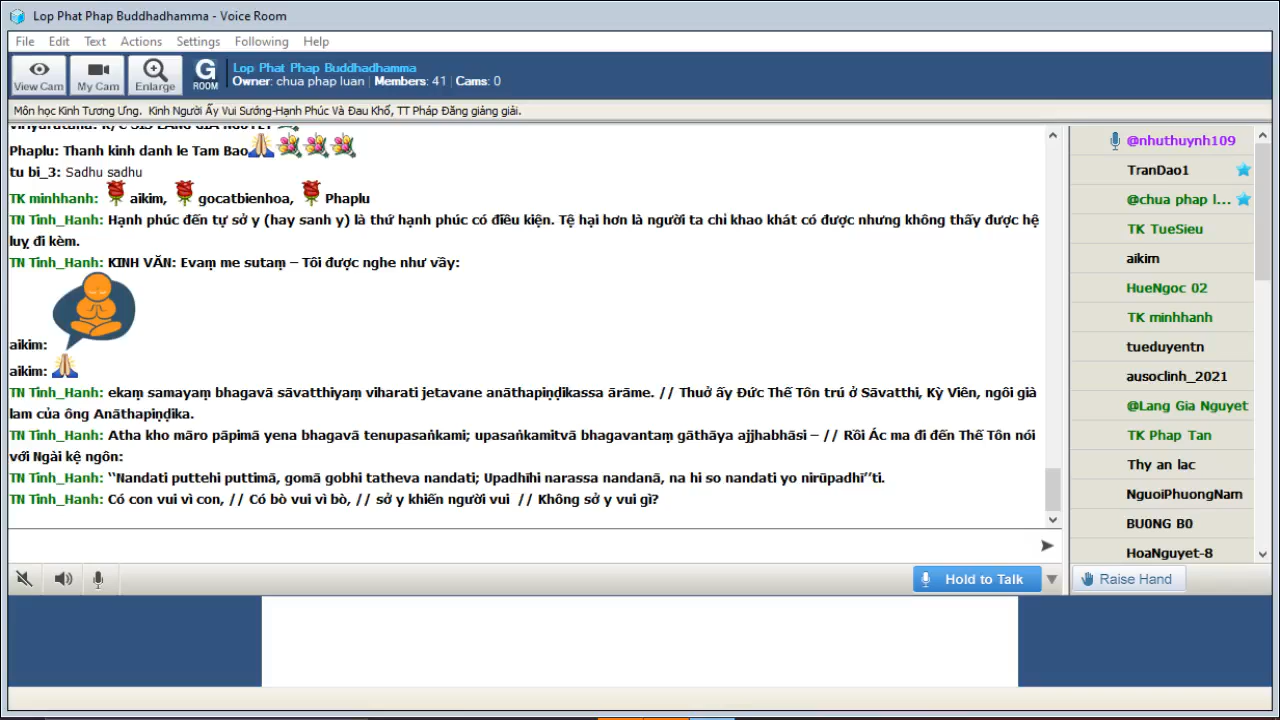 Lop Phat Phap Buddhadhamma - Voice Room
File Edit Text Actions Settings Following Help
View Cam My Cam Enlarge G ROOM
Lop Phat Phap Buddhadhamma
Owner: chua phap luan | Members: 41 | Cams: 0
Môn học Kinh Tương Ưng. Kinh Người Ấy Vui Sướng-Hạnh Phúc Và Đau Khổ, TT Pháp Đăng giảng giải.
Phaplu: Thanh kinh danh le Tam Bao
tu bi_3: Sadhu sadhu
TK minhhanh: aikim, gocatbienhoa, Phaplu
TN Tinh_Hanh: Hạnh phúc đến tự sở y (hay sanh y) là thứ hạnh phúc có điều kiện. Tệ hại hơn là người ta chỉ khao khát có được nhưng không thấy được hệ
luỵ đi kèm.
TN Tinh_Hanh: KINH VĂN: Evaṃ me sutaṃ – Tôi được nghe như vầy:
aikim:
aikim:
TN Tinh_Hanh: ekaṃ samayaṃ bhagavā sāvatthiyaṃ viharati jetavane anāthapiṇḍikassa ārāme. // Thuở ấy Đức Thế Tôn trú ở Sāvatthi, Kỳ Viên, ngôi già
lam của ông Anāthapiṇḍika.
TN Tinh_Hanh: Atha kho māro pāpimā yena bhagavā tenupasaṅkami; upasaṅkamitvā bhagavantaṃ gāthāya ajjhabhāsi – // Rồi Ác ma đi đến Thế Tôn nói
với Ngài kệ ngôn:
TN Tinh_Hanh: ‘‘Nandati puttehi puttimā, gomā gobhi tatheva nandati; Upadhīhi narassa nandanā, na hi so nandati yo nirūpadhī’’ti.
TN Tinh_Hanh: Có con vui vì con, // Có bò vui vì bò, // sở y khiến người vui // Không sở y vui gì?
@nhuthuynh109
TranDao1
@chua phap l...
TK TueSieu
aikim
HueNgoc 02
TK minhhanh
tueduyentn
ausoclinh_2021
@Lang Gia Nguyet
TK Phap Tan
Thy an lac
NguoiPhuongNam
BU0NG B0
HoaNguyet-8
Hold to Talk
Raise Hand